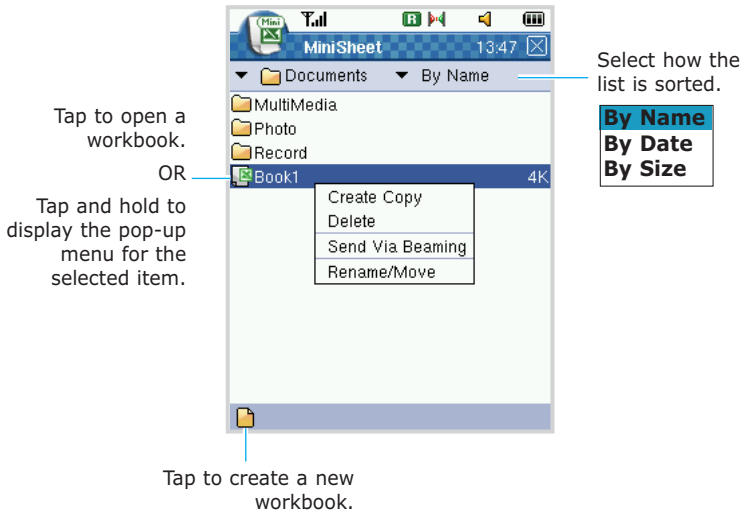 Mini
R
MiniSheet 13:47
Documents By Name
MultiMedia
Photo
Record
Book1 4K
Create Copy
Delete
Send Via Beaming
Rename/Move
Tap to open a
workbook.
OR
Tap and hold to
display the pop-up
menu for the
selected item.
Select how the
list is sorted.
By Name
By Date
By Size
Tap to create a new
workbook.